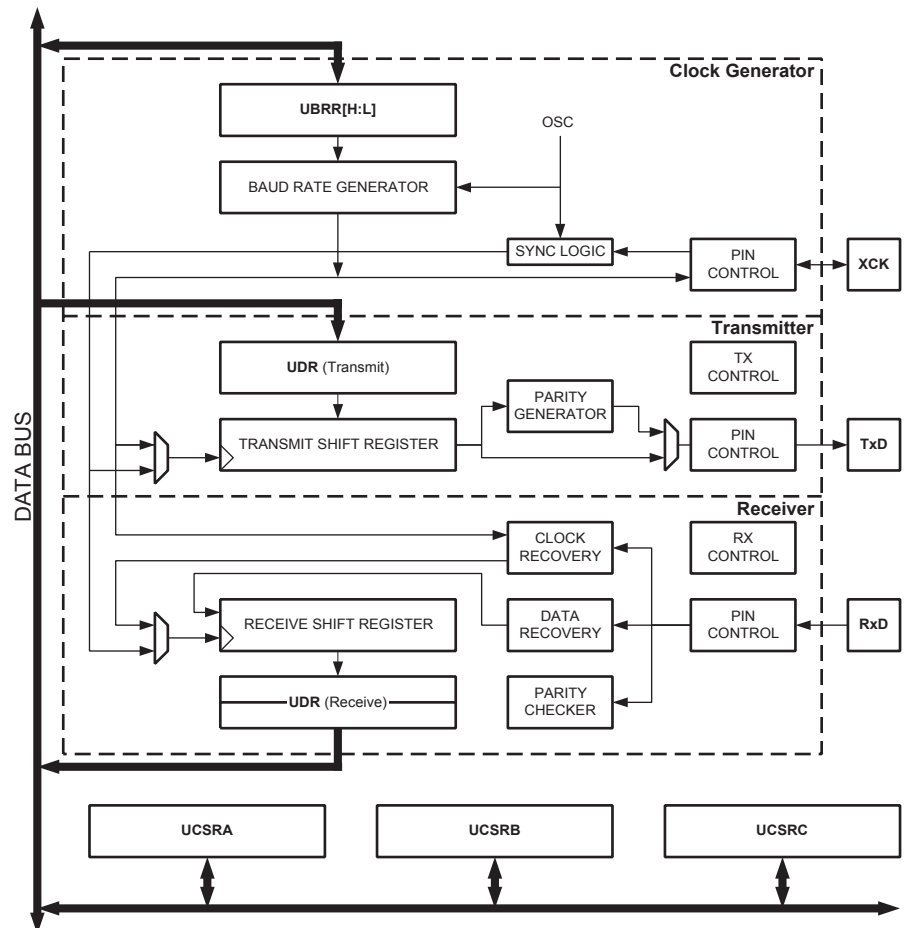 Clock Generator
UBRR[H:L]
OSC
BAUD RATE GENERATOR
SYNC LOGIC
PIN
CONTROL
XCK
DATA BUS
Transmitter
UDR (Transmit)
TX
CONTROL
PARITY
GENERATOR
TRANSMIT SHIFT REGISTER
PIN
CONTROL
TxD
Receiver
CLOCK
RECOVERY
RX
CONTROL
RECEIVE SHIFT REGISTER
DATA
RECOVERY
PIN
CONTROL
RxD
UDR (Receive)
PARITY
CHECKER
UCSRA
UCSRB
UCSRC